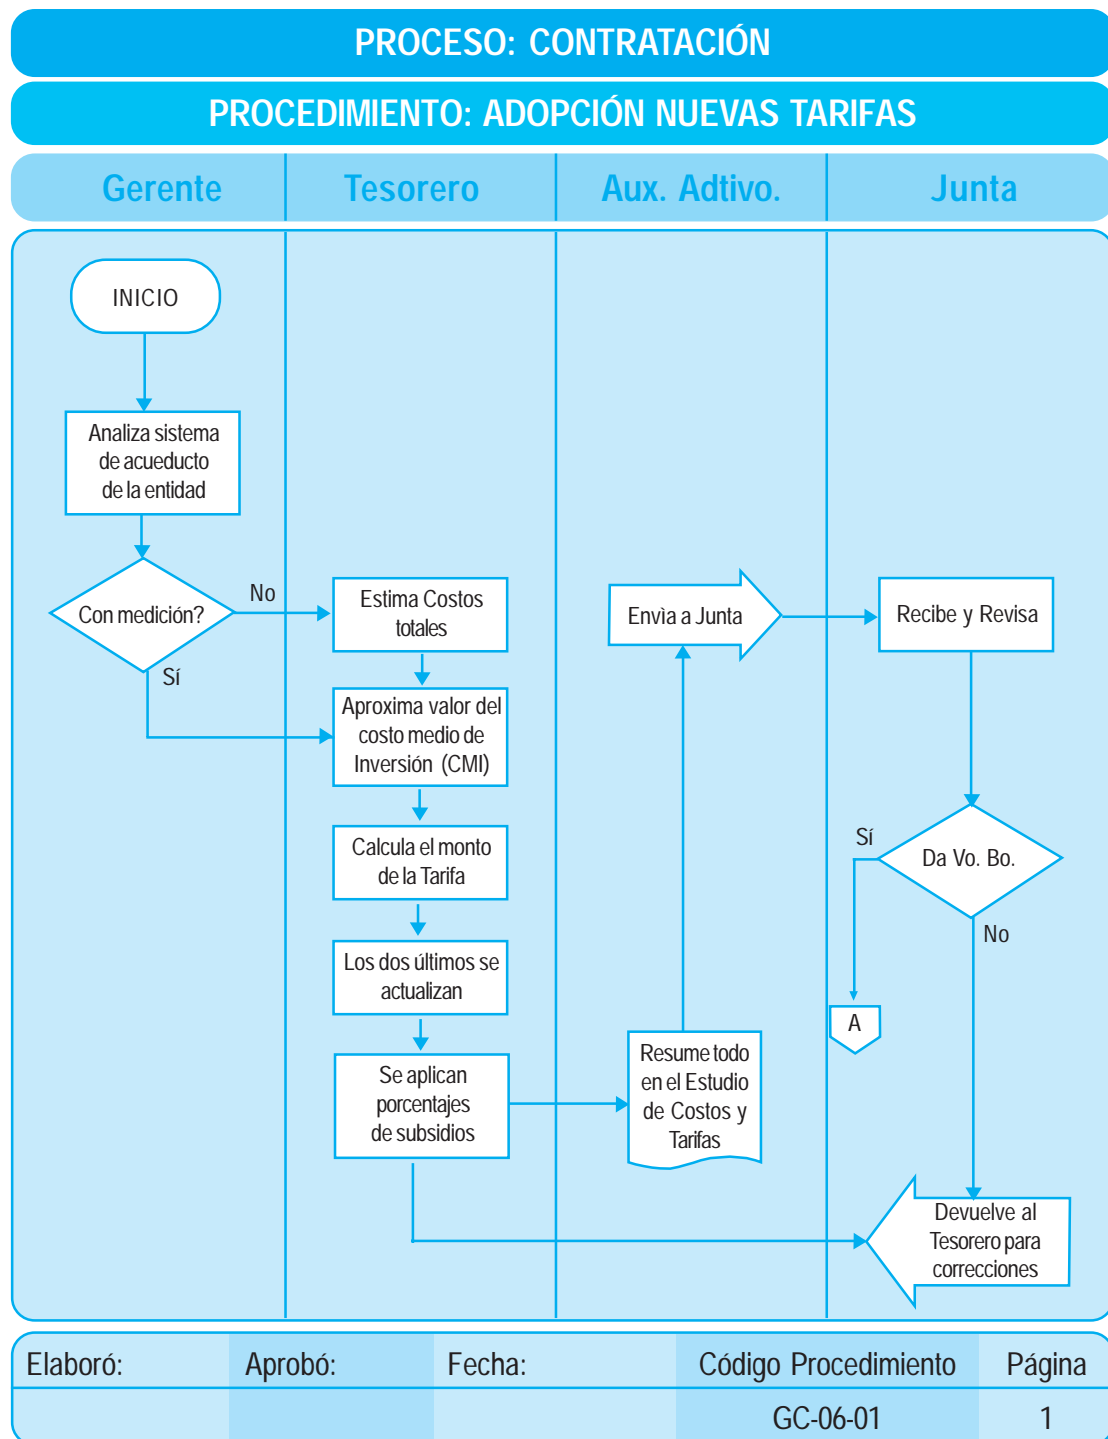 PROCESO: CONTRATACIÓN
PROCEDIMIENTO: ADOPCIÓN NUEVAS TARIFAS
Gerente
Tesorero
Aux. Adtivo.
Junta
INICIO
Analiza sistema
de acueducto
de la entidad
Con medición?
No
Sí
Estima Costos
totales
Aproxima valor del
costo medio de
Inversión (CMI)
Calcula el monto
de la Tarifa
Los dos últimos se
actualizan
Se aplican
porcentajes
de subsidios
Resume todo
en el Estudio
de Costos y
Tarifas
Envìa a Junta
Recibe y Revisa
Da Vo. Bo.
Sí
No
A
Devuelve al
Tesorero para
correcciones
Elaboró:
Aprobó:
Fecha:
Código Procedimiento
Página
GC-06-01
1